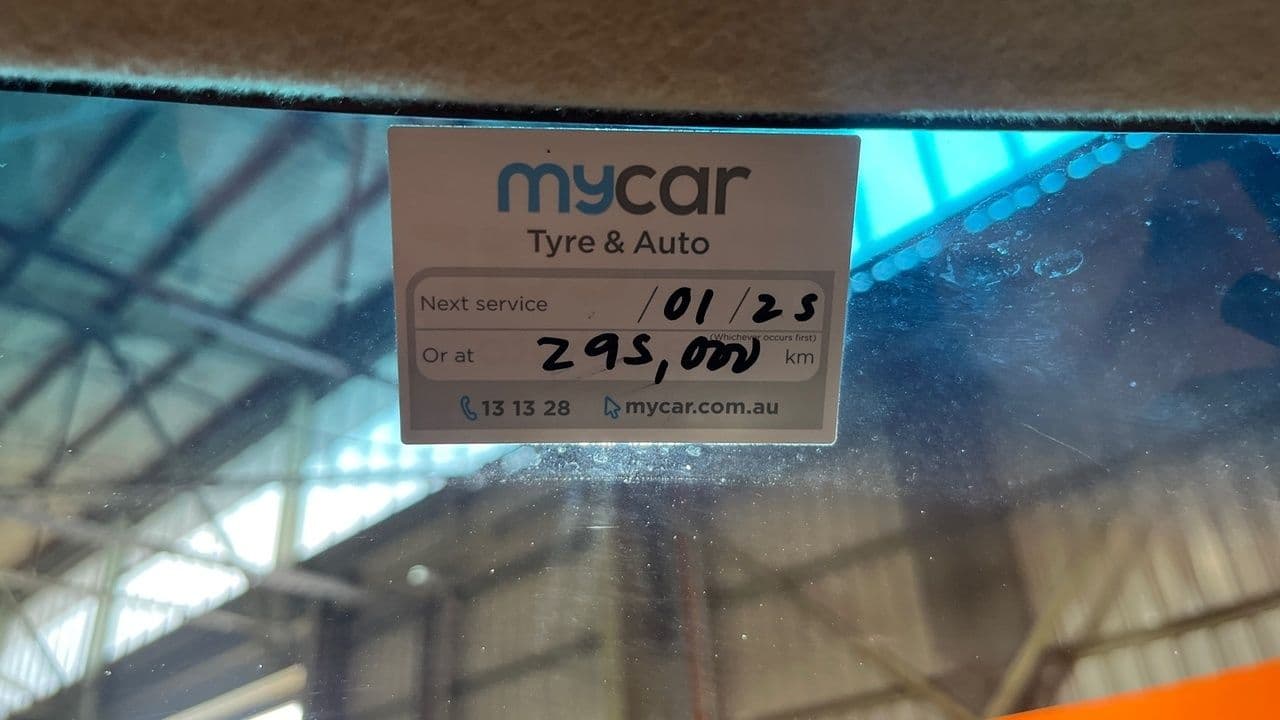 mycar
Tyre & Auto
Next service /01/25
(Whichever occurs first)
Or at 295,000 km
13 13 28 mycar.com.au